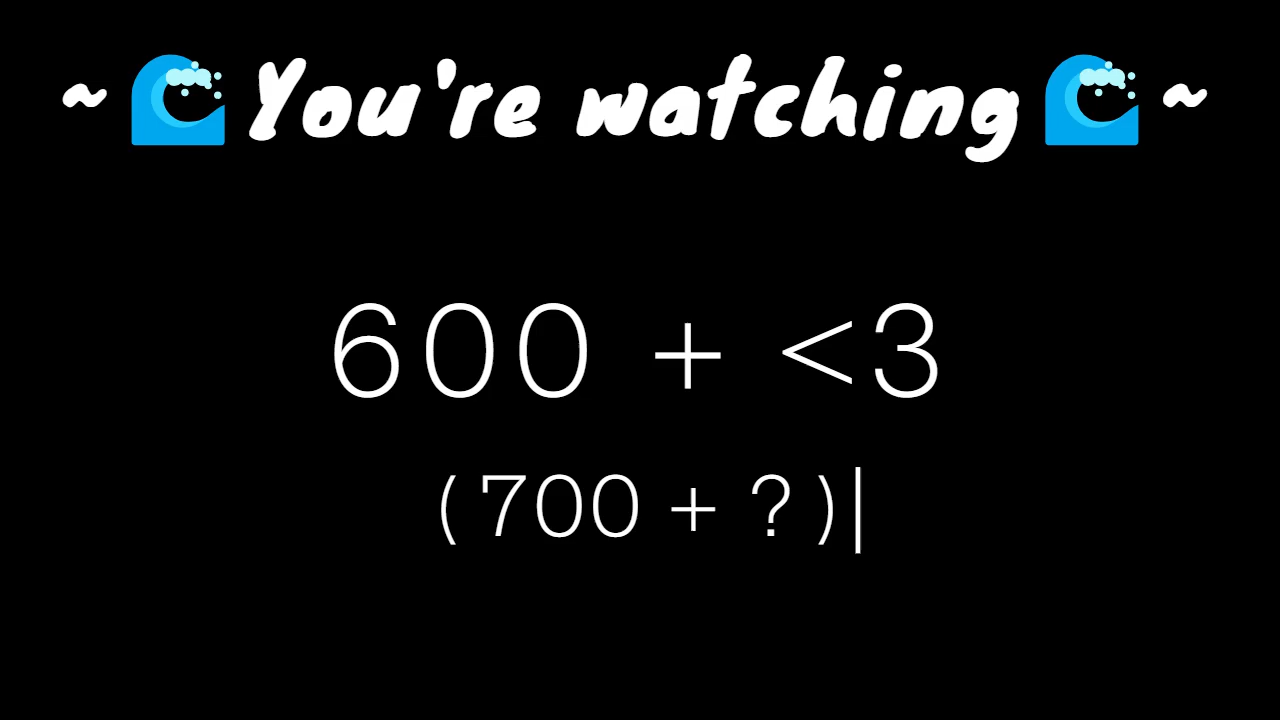 ~ 🌊 You're watching 🌊 ~
600 + <3
(700 + ?)|